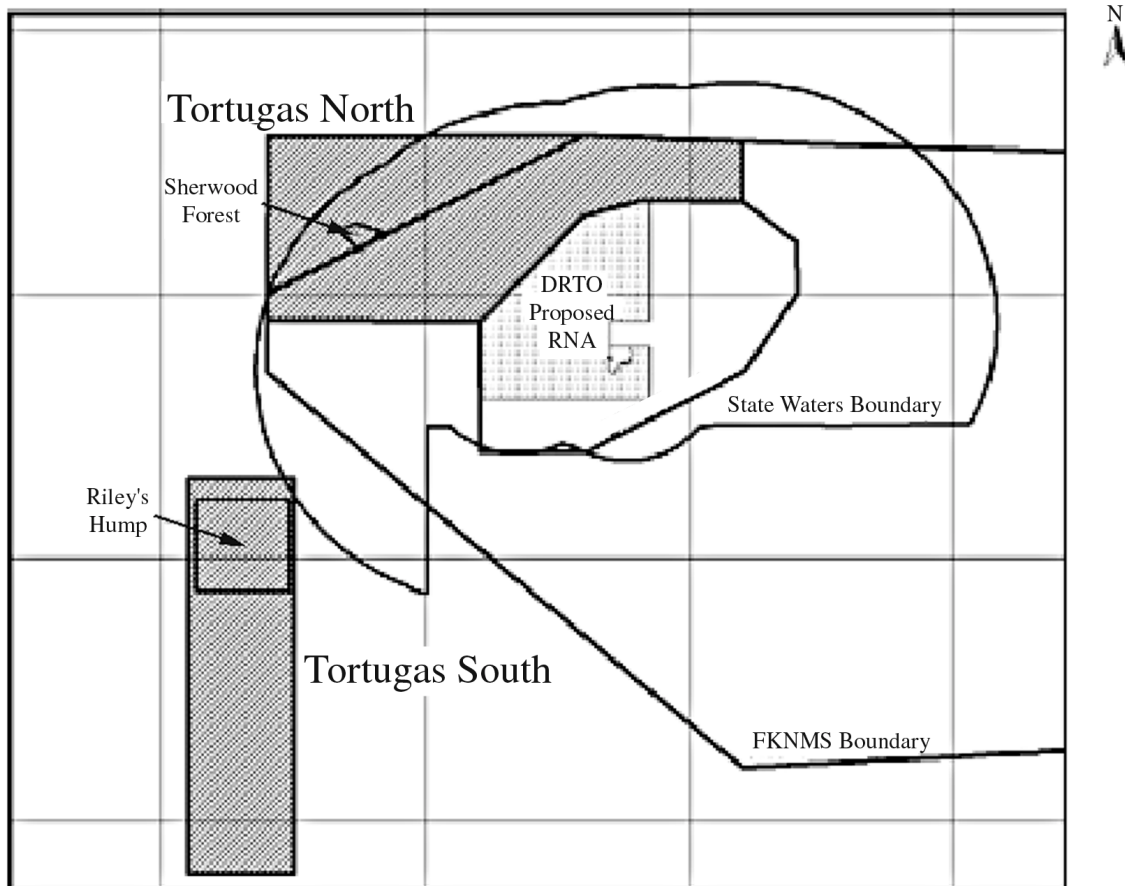 N
Tortugas North
Sherwood
Forest
DRTO
Proposed
RNA
State Waters Boundary
Riley's
Hump
Tortugas South
FKNMS Boundary